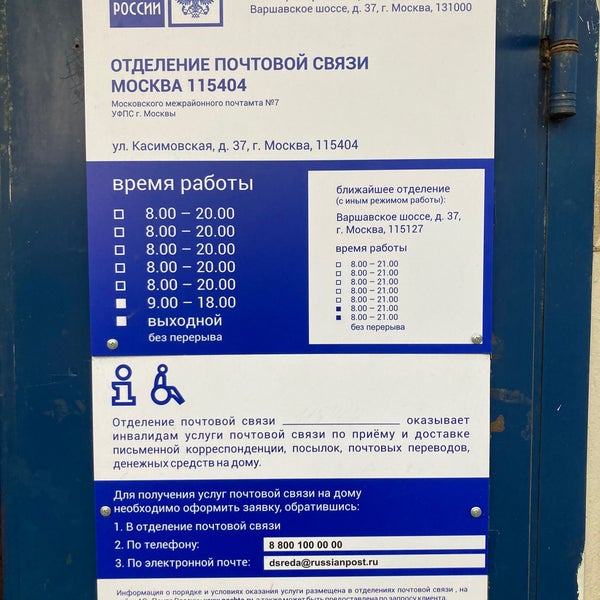 РОССИИ
Варшавское шоссе, д. 37, г. Москва, 131000
ОТДЕЛЕНИЕ ПОЧТОВОЙ СВЯЗИ
МОСКВА 115404
Московского межрайонного почтамта №7
УФПС г. Москвы
ул. Касимовская, д. 37, г. Москва, 115404
время работы
8.00 – 20.00
8.00 – 20.00
8.00 – 20.00
8.00 – 20.00
8.00 – 20.00
9.00 – 18.00
выходной
без перерыва
ближайшее отделение
(с иным режимом работы):
Варшавское шоссе, д. 37,
г. Москва, 115127
время работы
8.00 – 21.00
8.00 – 21.00
8.00 – 21.00
8.00 – 21.00
8.00 – 21.00
8.00 – 21.00
8.00 – 21.00
без перерыва
Отделение почтовой связи ____________________ оказывает
инвалидам услуги почтовой связи по приёму и доставке
письменной корреспонденции, посылок, почтовых переводов,
денежных средств на дому.
Для получения услуг почтовой связи на дому
необходимо оформить заявку, обратившись:
1. В отделение почтовой связи
2. По телефону: 8 800 100 00 00
3. По электронной почте: dsreda@russianpost.ru
Информация о порядке и условиях оказания услуги размещена в отделениях почтовой связи , на